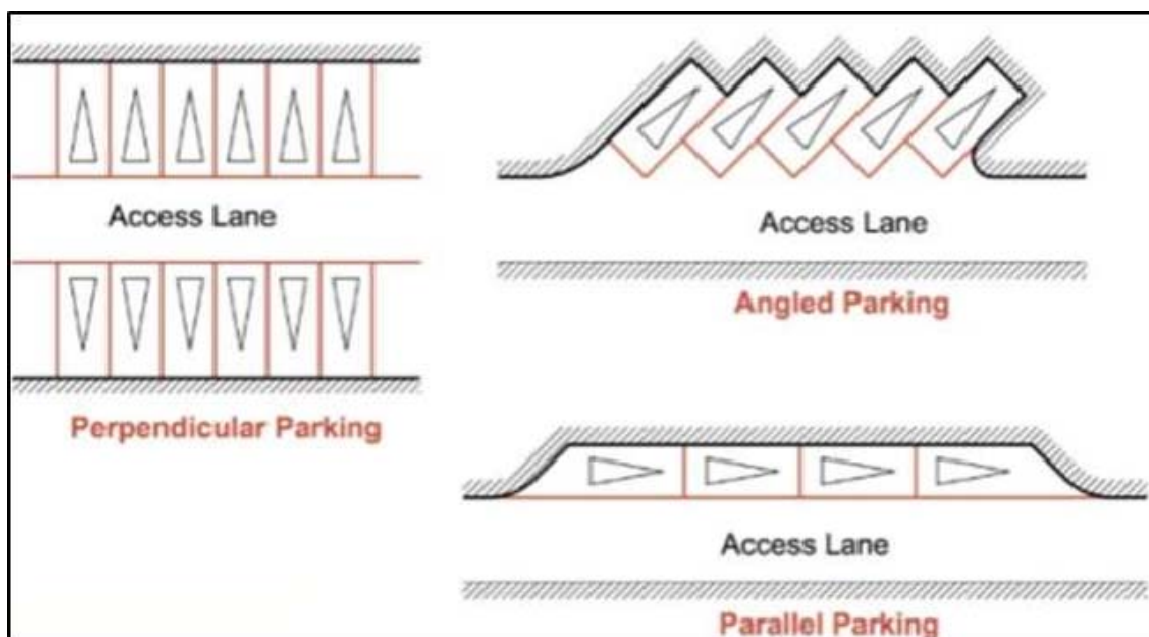 Access Lane
Perpendicular Parking
Access Lane
Angled Parking
Access Lane
Parallel Parking